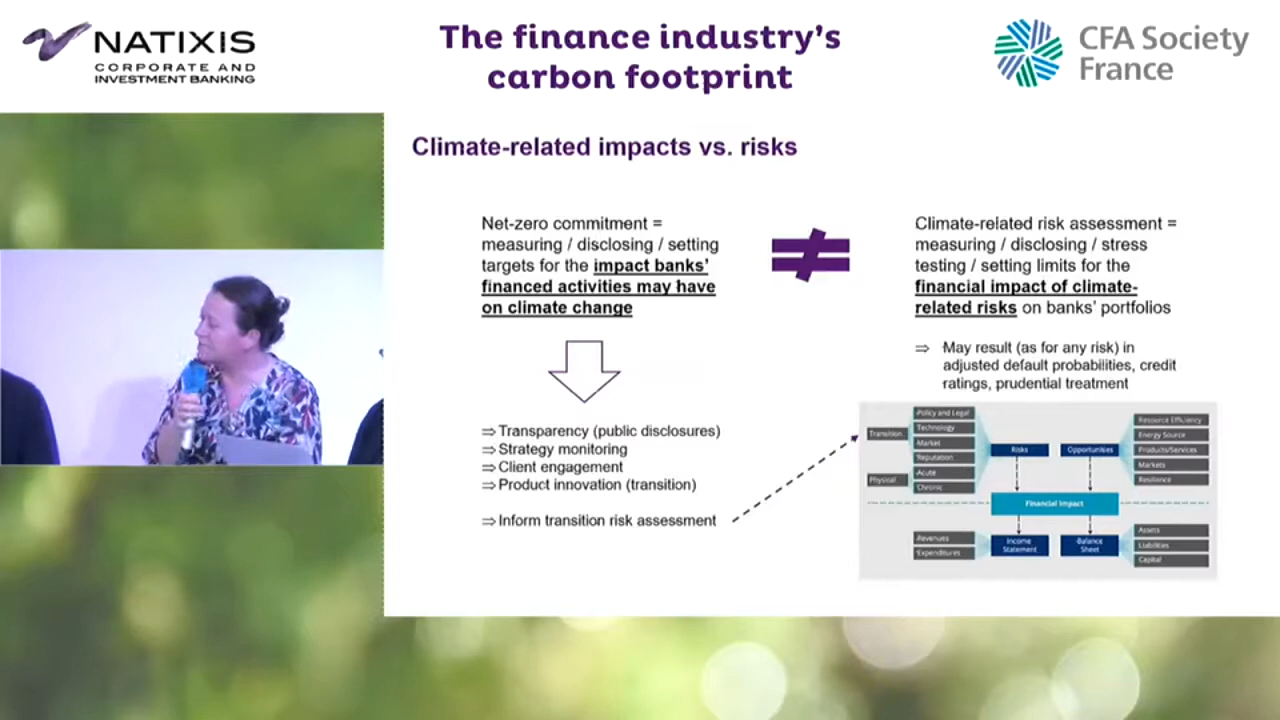 NATIXIS
CORPORATE AND
INVESTMENT BANKING
The finance industry's
carbon footprint
CFA Society
France
Climate-related impacts vs. risks
Net-zero commitment =
measuring / disclosing / setting
targets for the impact banks'
financed activities may have
on climate change
≠
Climate-related risk assessment =
measuring / disclosing / stress
testing / setting limits for the
financial impact of climate-
related risks on banks' portfolios
⇒ May result (as for any risk) in
adjusted default probabilities, credit
ratings, prudential treatment
⇒ Transparency (public disclosures)
⇒ Strategy monitoring
⇒ Client engagement
⇒ Product innovation (transition)
⇒ Inform transition risk assessment
Transition
Physical
Policy and Legal
Technology
Market
Reputation
Acute
Chronic
Risks
Opportunities
Resource Efficiency
Energy Source
Products/Services
Markets
Resilience
Financial Impact
Revenues
Expenditures
Income
Statement
Balance
Sheet
Assets
Liabilities
Capital